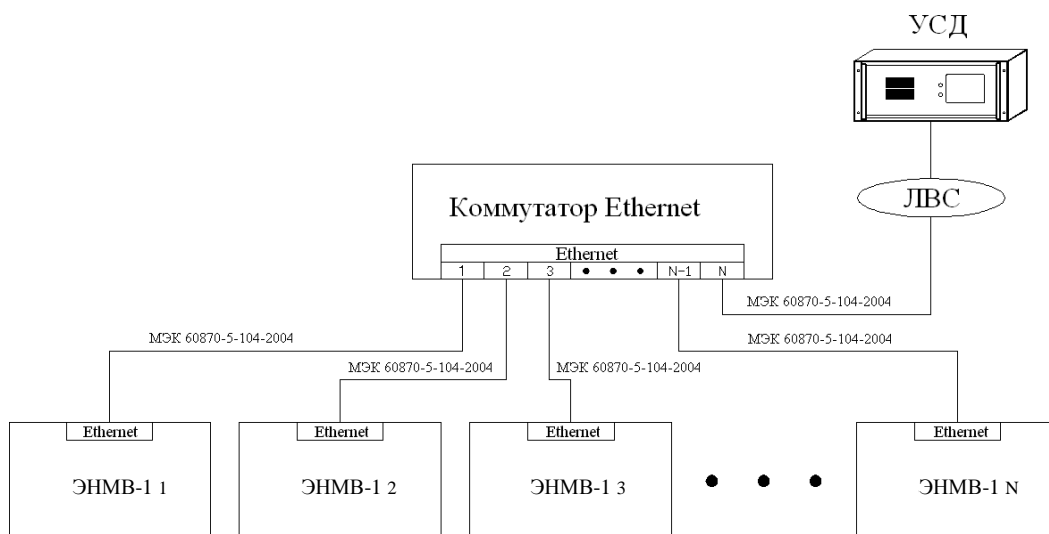 УСД
Коммутатор Ethernet
ЛВС
Ethernet
1 2 3 • • • N-1 N
МЭК 60870-5-104-2004
МЭК 60870-5-104-2004
МЭК 60870-5-104-2004
МЭК 60870-5-104-2004
МЭК 60870-5-104-2004
Ethernet Ethernet Ethernet Ethernet
ЭНМВ-1 1 ЭНМВ-1 2 ЭНМВ-1 3 • • • ЭНМВ-1 N